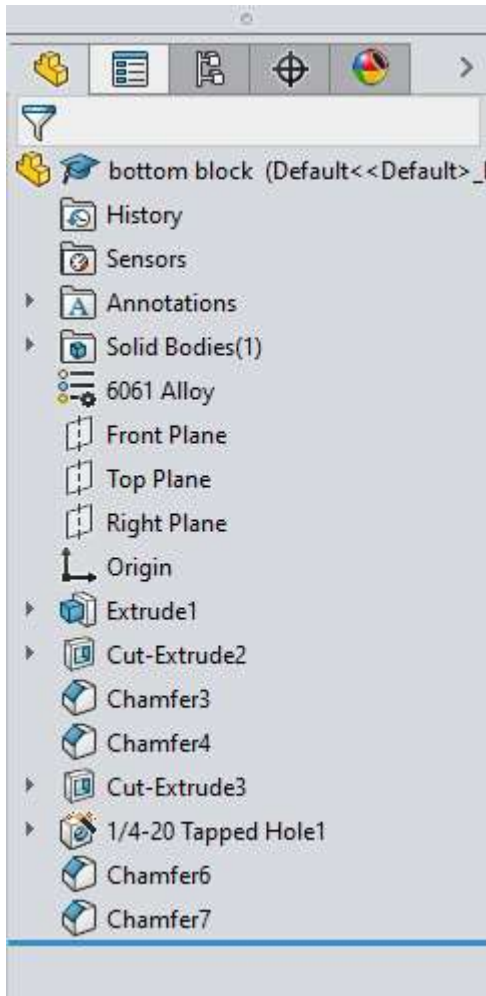 bottom block (Default<<Default>_
History
Sensors
Annotations
Solid Bodies(1)
6061 Alloy
Front Plane
Top Plane
Right Plane
Origin
Extrude1
Cut-Extrude2
Chamfer3
Chamfer4
Cut-Extrude3
1/4-20 Tapped Hole1
Chamfer6
Chamfer7